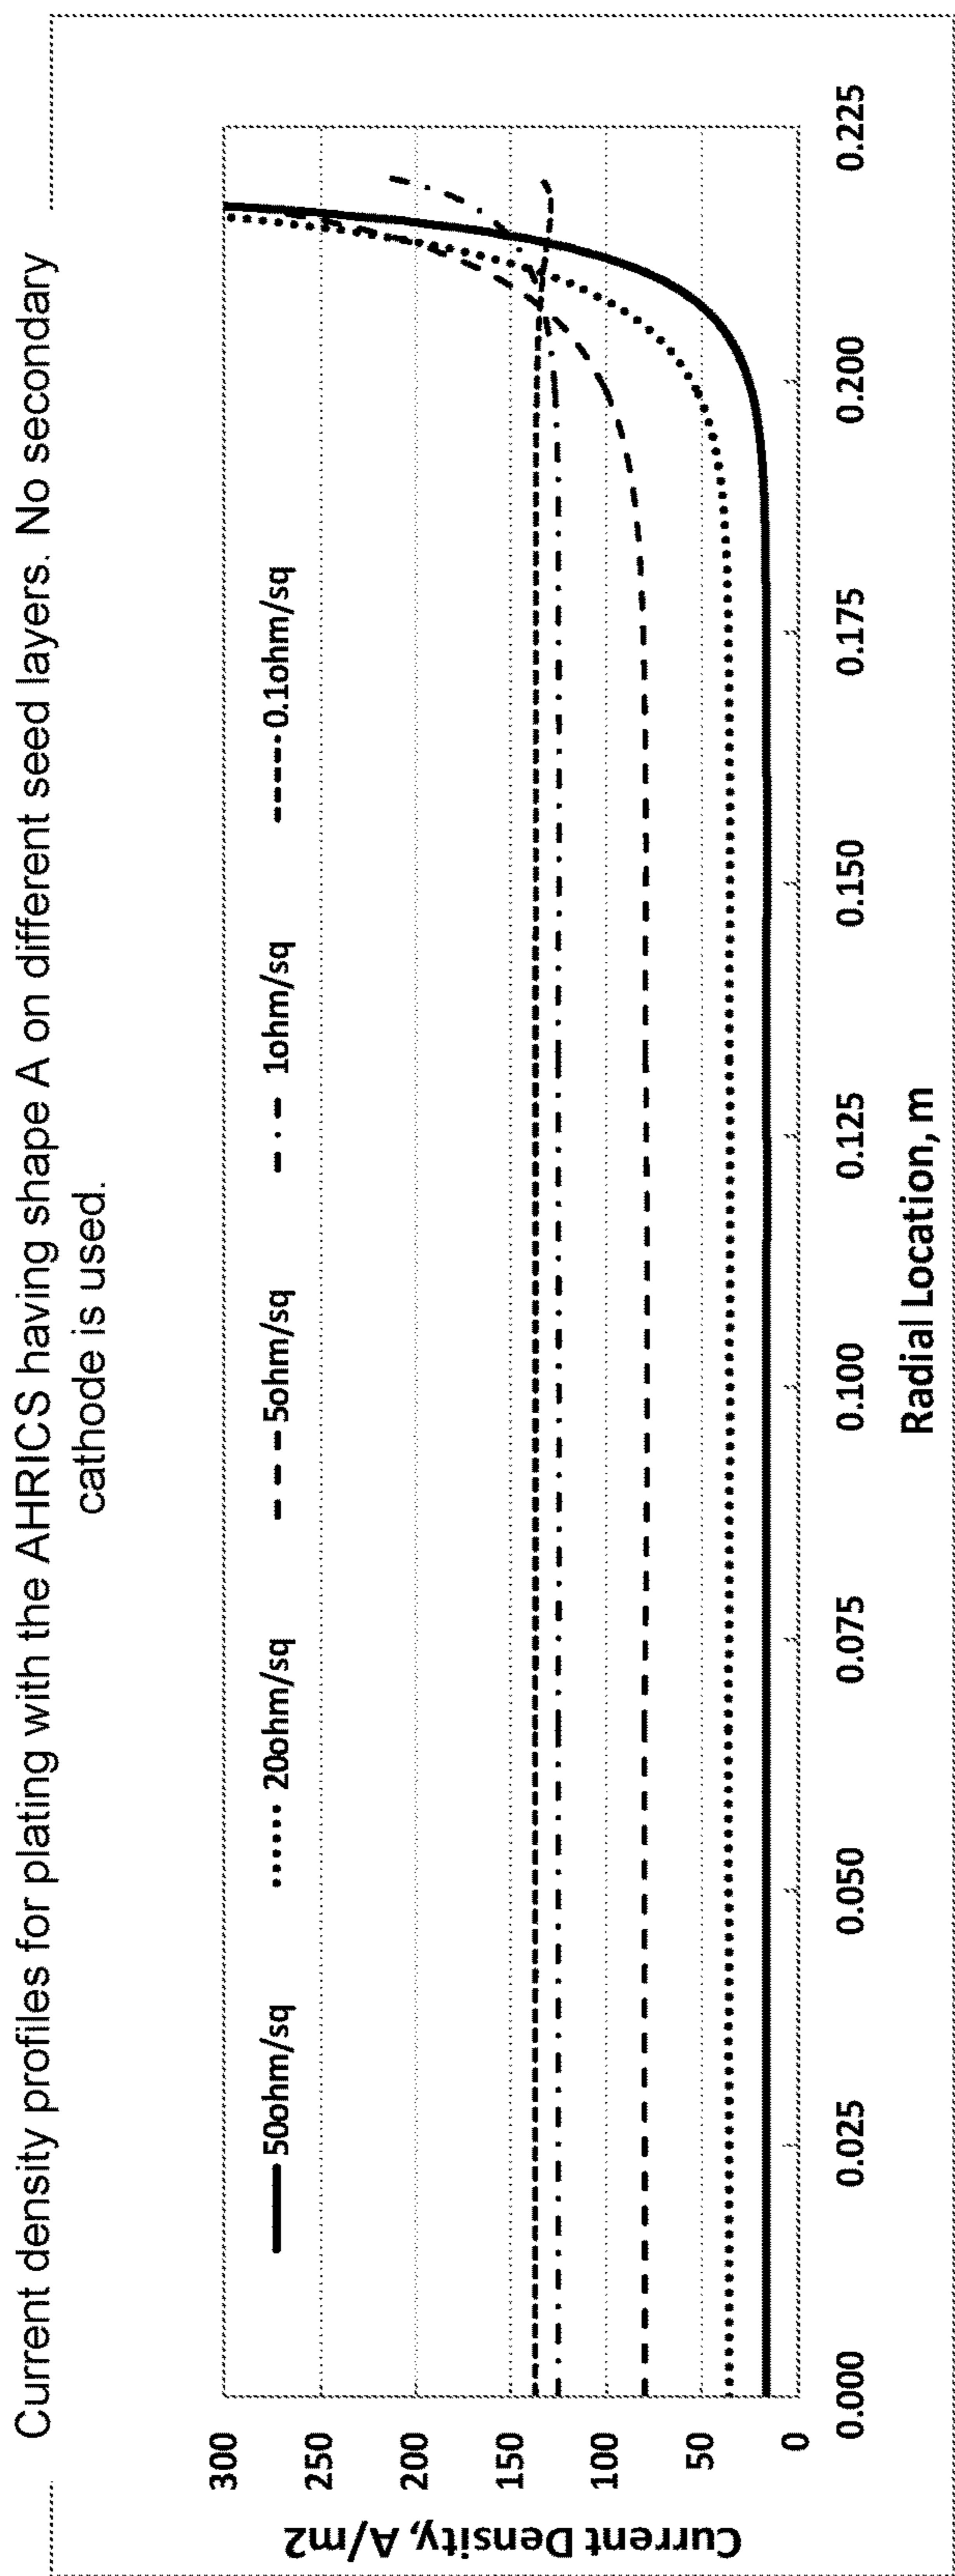 Current density profiles for plating with the AHRICS having shape A on different seed layers. No secondary
cathode is used.
50ohm/sq 20ohm/sq 5ohm/sq 1ohm/sq 0.1ohm/sq
Current Density, A/m2
300
250
200
150
100
50
0
0.000 0.025 0.050 0.075 0.100 0.125 0.150 0.175 0.200 0.225
Radial Location, m